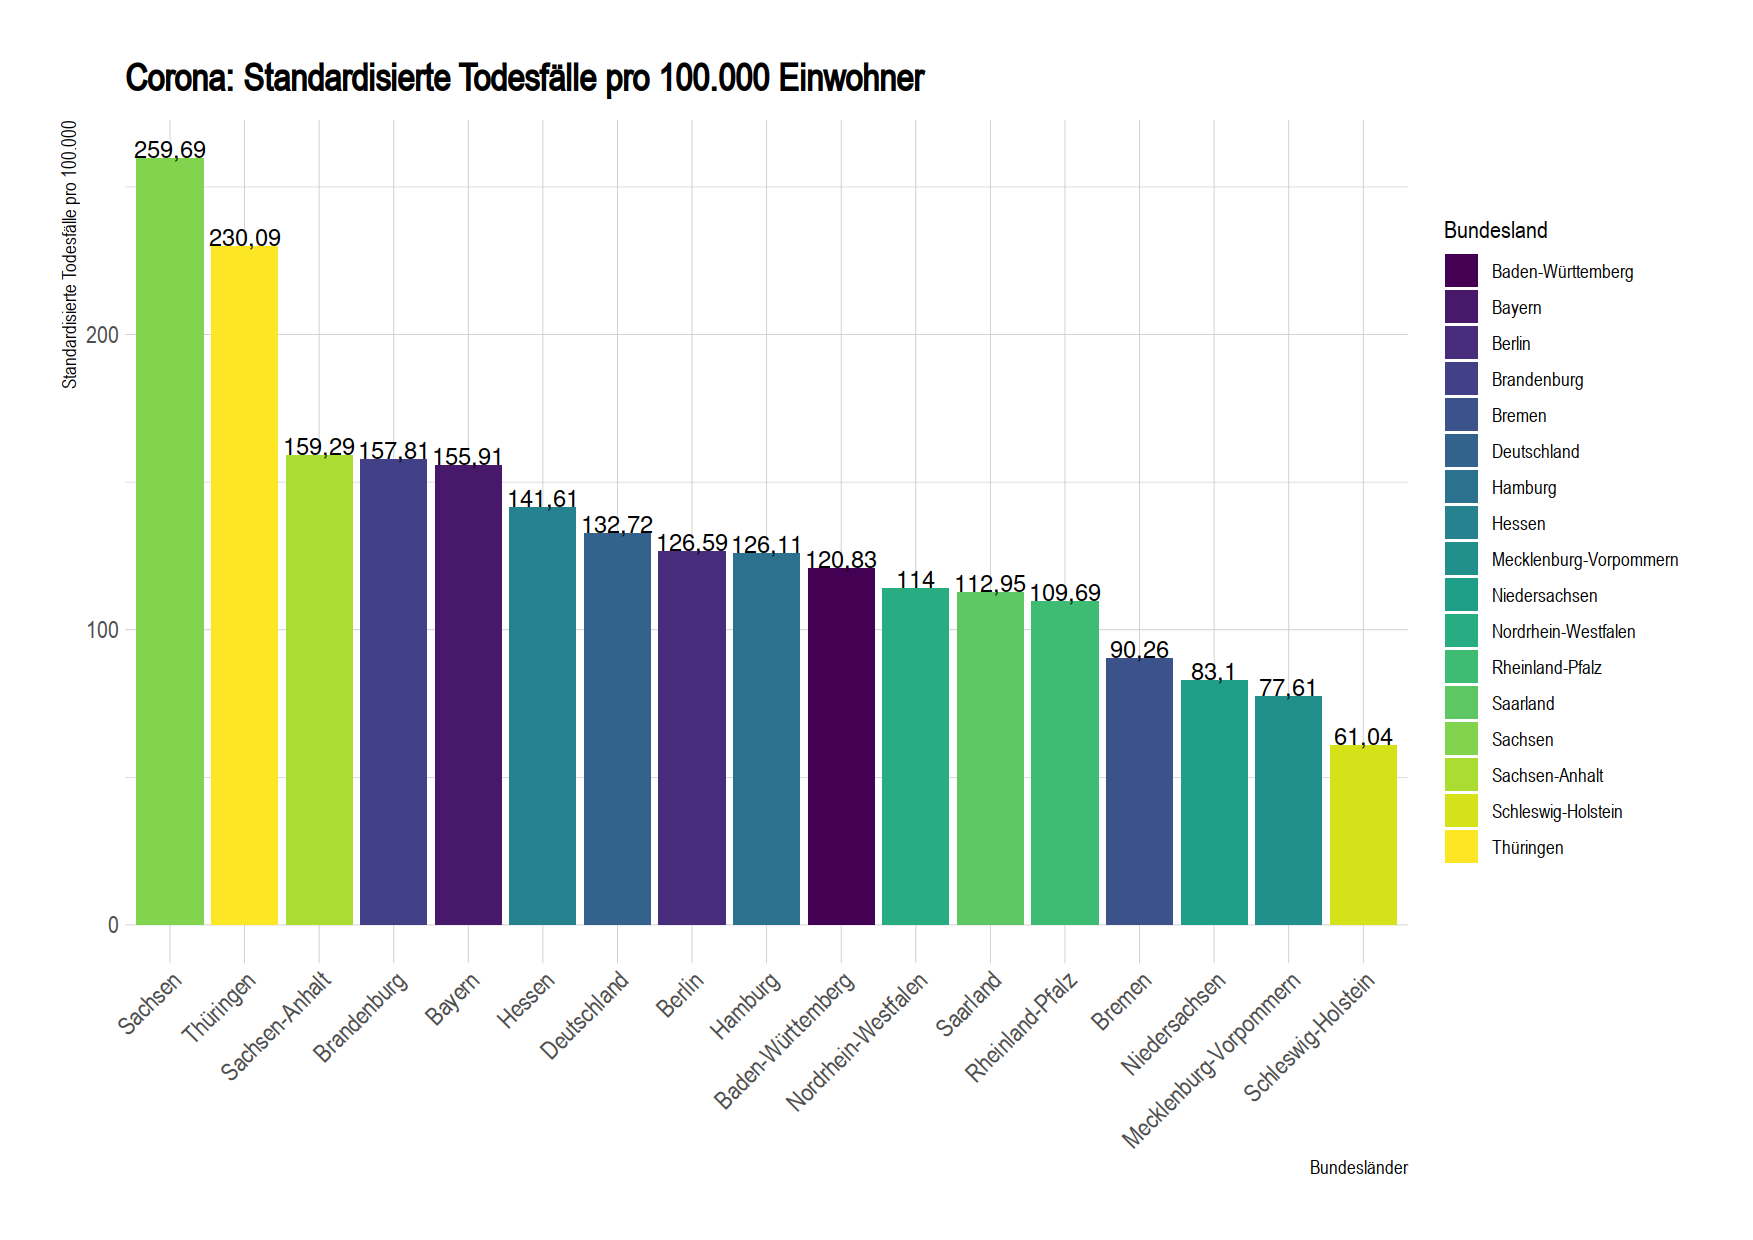 Corona: Standardisierte Todesfälle pro 100.000 Einwohner
Standardisierte Todesfälle pro 100.000
200
100
0
259,69
230,09
159,29
157,81
155,91
141,61
132,72
126,59
126,11
120,83
114
112,95
109,69
90,26
83,1
77,61
61,04
Sachsen
Thüringen
Sachsen-Anhalt
Brandenburg
Bayern
Hessen
Deutschland
Berlin
Hamburg
Baden-Württemberg
Nordrhein-Westfalen
Saarland
Rheinland-Pfalz
Bremen
Niedersachsen
Mecklenburg-Vorpommern
Schleswig-Holstein
Bundesländer
Bundesland
Baden-Württemberg
Bayern
Berlin
Brandenburg
Bremen
Deutschland
Hamburg
Hessen
Mecklenburg-Vorpommern
Niedersachsen
Nordrhein-Westfalen
Rheinland-Pfalz
Saarland
Sachsen
Sachsen-Anhalt
Schleswig-Holstein
Thüringen